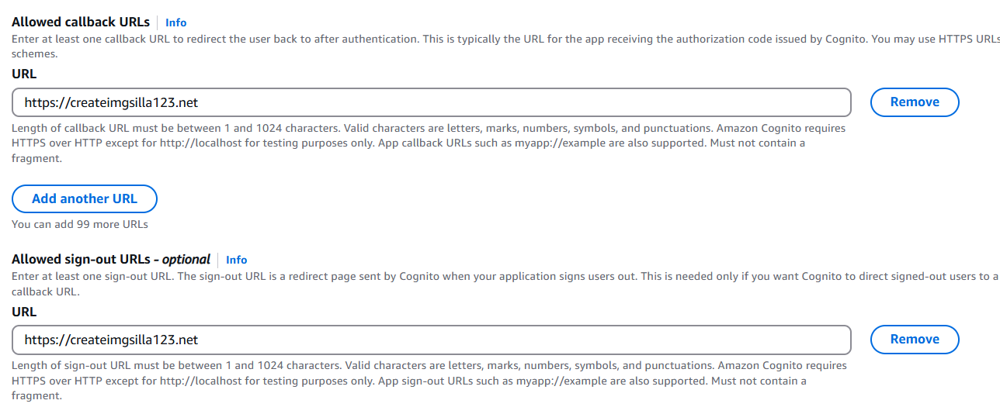 Allowed callback URLs Info
Enter at least one callback URL to redirect the user back to after authentication. This is typically the URL for the app receiving the authorization code issued by Cognito. You may use HTTPS URLs
schemes.
URL
https://createimgsilla123.net
Remove
Length of callback URL must be between 1 and 1024 characters. Valid characters are letters, marks, numbers, symbols, and punctuations. Amazon Cognito requires
HTTPS over HTTP except for http://localhost for testing purposes only. App callback URLs such as myapp://example are also supported. Must not contain a
fragment.
Add another URL
You can add 99 more URLs
Allowed sign-out URLs - optional Info
Enter at least one sign-out URL. The sign-out URL is a redirect page sent by Cognito when your application signs users out. This is needed only if you want Cognito to direct signed-out users to a
callback URL.
URL
https://createimgsilla123.net
Remove
Length of sign-out URL must be between 1 and 1024 characters. Valid characters are letters, marks, numbers, symbols, and punctuations. Amazon Cognito requires
HTTPS over HTTP except for http://localhost for testing purposes only. App sign-out URLs such as myapp://example are also supported. Must not contain a
fragment.